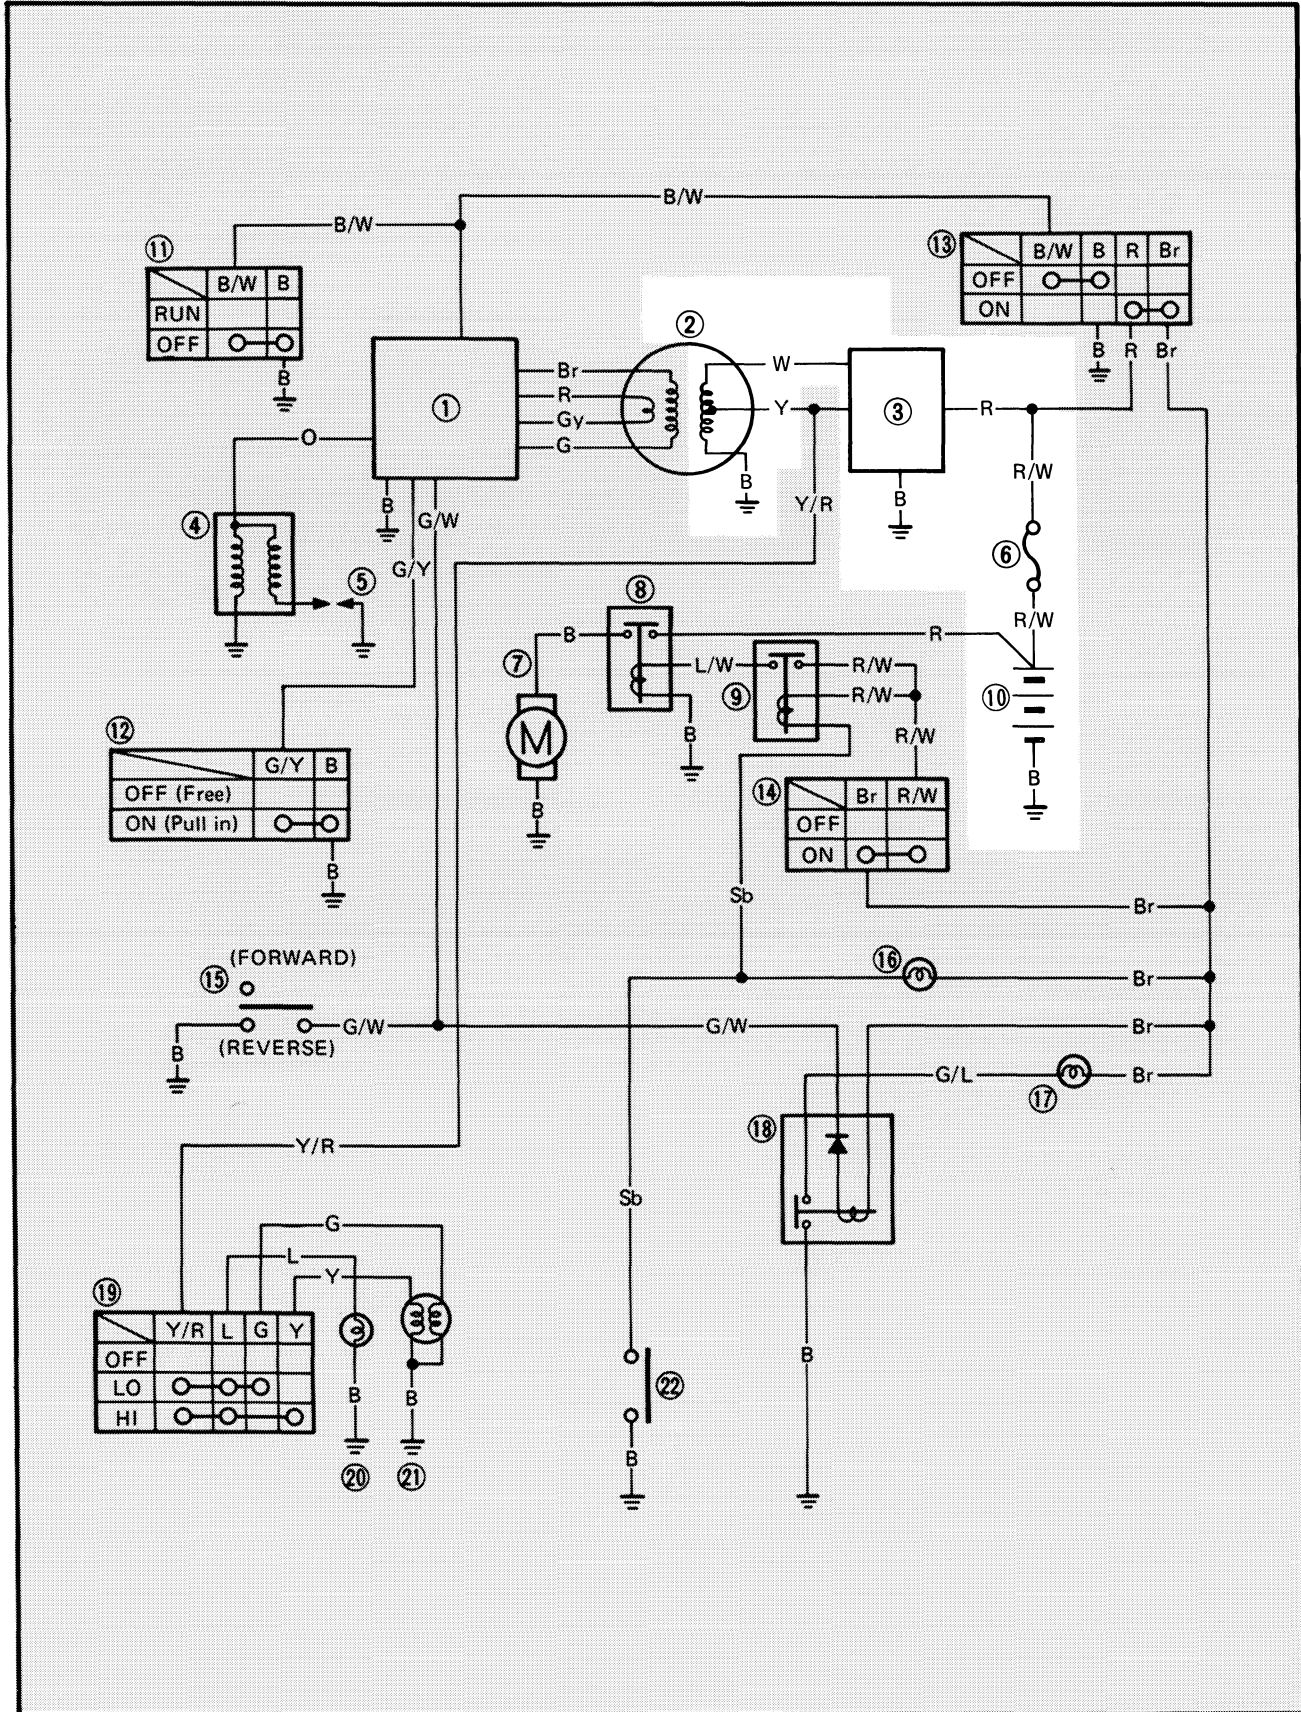 B/W
B/W
⑪
B/W B
RUN
OFF
B
⑬
B/W B R Br
OFF
ON
B R Br
②
①
Br
R
Gy
G
W
Y
B
③
R
B
O
B
G/W
G/Y
Y/R
R/W
⑥
R/W
④
⑤
⑧
B
R
⑦
M
B
L/W
B
⑨
R/W
R/W
R/W
⑩
B
⑫
G/Y B
OFF (Free)
ON (Pull in)
B
⑭
Br R/W
OFF
ON
Sb
Br
⑯
Br
(FORWARD)
⑮
G/W
(REVERSE)
B
G/W
Br
G/L
⑰
Br
⑱
Y/R
Sb
G
L
Y
⑲
Y/R L G Y
OFF
LO
HI
B
B
⑳
㉑
㉒
B
B